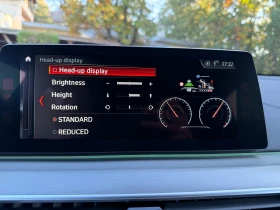 Head-up display
17:32
Head-up display
Brightness
Height
Rotation
STANDARD
REDUCED